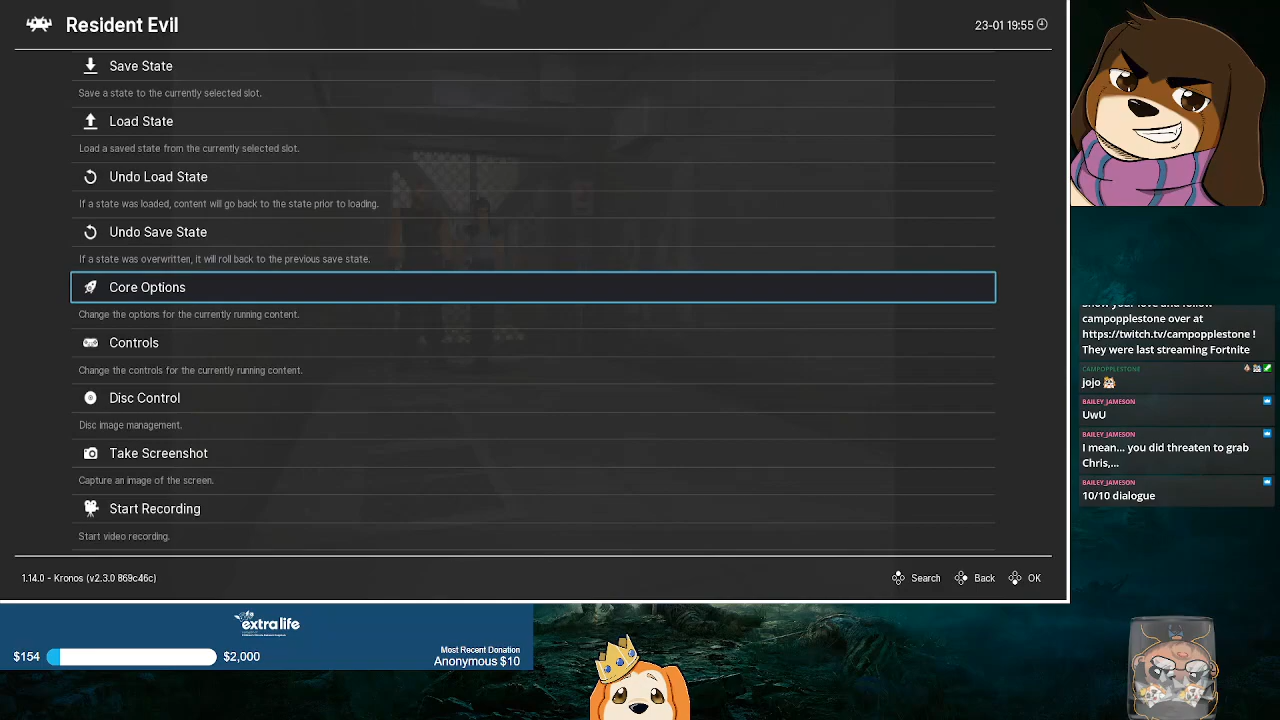 Resident Evil
23-01 19:55
Save State
Save a state to the currently selected slot.
Load State
Load a saved state from the currently selected slot.
Undo Load State
If a state was loaded, content will go back to the state prior to loading.
Undo Save State
If a state was overwritten, it will roll back to the previous save state.
Core Options
Change the options for the currently running content.
Controls
Change the controls for the currently running content.
Disc Control
Disc image management.
Take Screenshot
Capture an image of the screen.
Start Recording
Start video recording.
1.14.0 - Kronos (v2.3.0 869c46c)
Search
Back
OK
show your love and follow
campopplestone over at
https://twitch.tv/campopplestone !
They were last streaming Fortnite
CAMPOPPLESTONE
jojo
BAILEY_JAMESON
UwU
BAILEY_JAMESON
I mean... you did threaten to grab
Chris,...
BAILEY_JAMESON
10/10 dialogue
extralife
$154
$2,000
Most Recent Donation
Anonymous $10